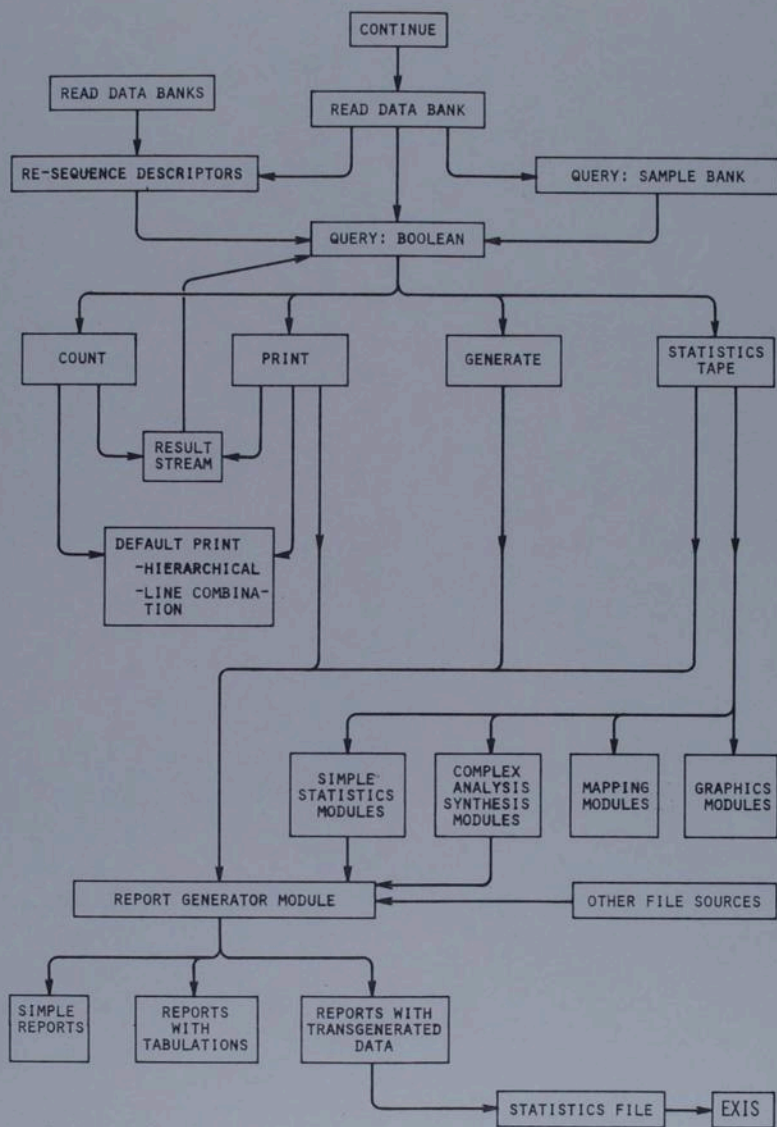 CONTINUE
READ DATA BANKS
READ DATA BANK
RE-SEQUENCE DESCRIPTORS
QUERY: SAMPLE BANK
QUERY: BOOLEAN
COUNT
PRINT
GENERATE
STATISTICS
TAPE
RESULT
STREAM
DEFAULT PRINT
-HIERARCHICAL
-LINE COMBINA-
TION
SIMPLE
STATISTICS
MODULES
COMPLEX
ANALYSIS
SYNTHESIS
MODULES
MAPPING
MODULES
GRAPHICS
MODULES
REPORT GENERATOR MODULE
OTHER FILE SOURCES
SIMPLE
REPORTS
REPORTS
WITH
TABULATIONS
REPORTS WITH
TRANSGENERATED
DATA
STATISTICS FILE
EXIS